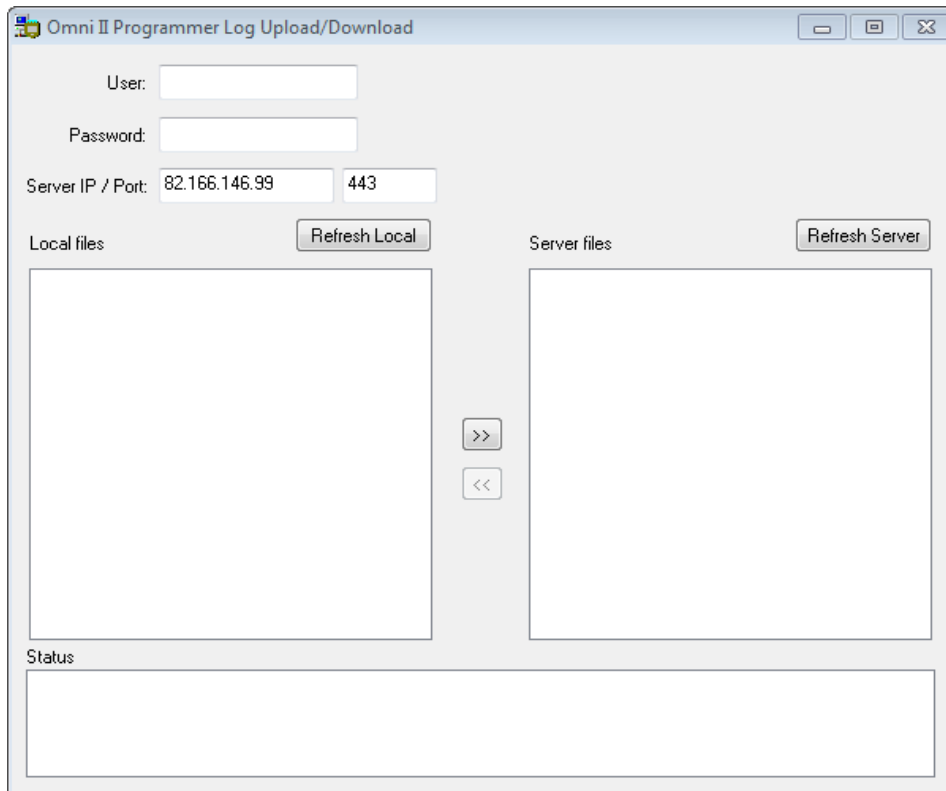 Omni II Programmer Log Upload/Download
User:
Password:
Server IP / Port: 82.166.146.99 443
Local files Refresh Local Server files Refresh Server
>>
<<
Status